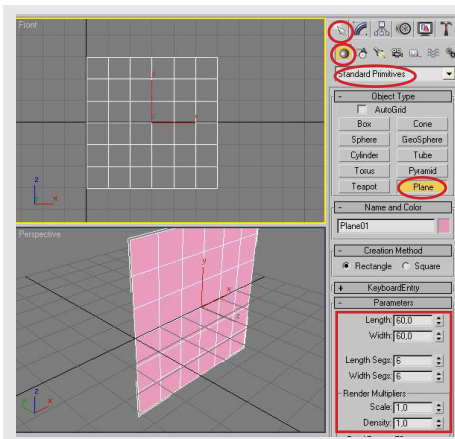 Front
y
x
z
x
Perspective
y
x
z
z
x
y
Standard Primitives
- Object Type
AutoGrid
Box Cone
Sphere GeoSphere
Cylinder Tube
Torus Pyramid
Teapot Plane
- Name and Color
Plane01
- Creation Method
Rectangle Square
+ KeyboardEntry
- Parameters
Length: 60,0
Width: 60,0
Length Segs: 6
Width Segs: 6
Render Multipliers
Scale: 1,0
Density: 1,0